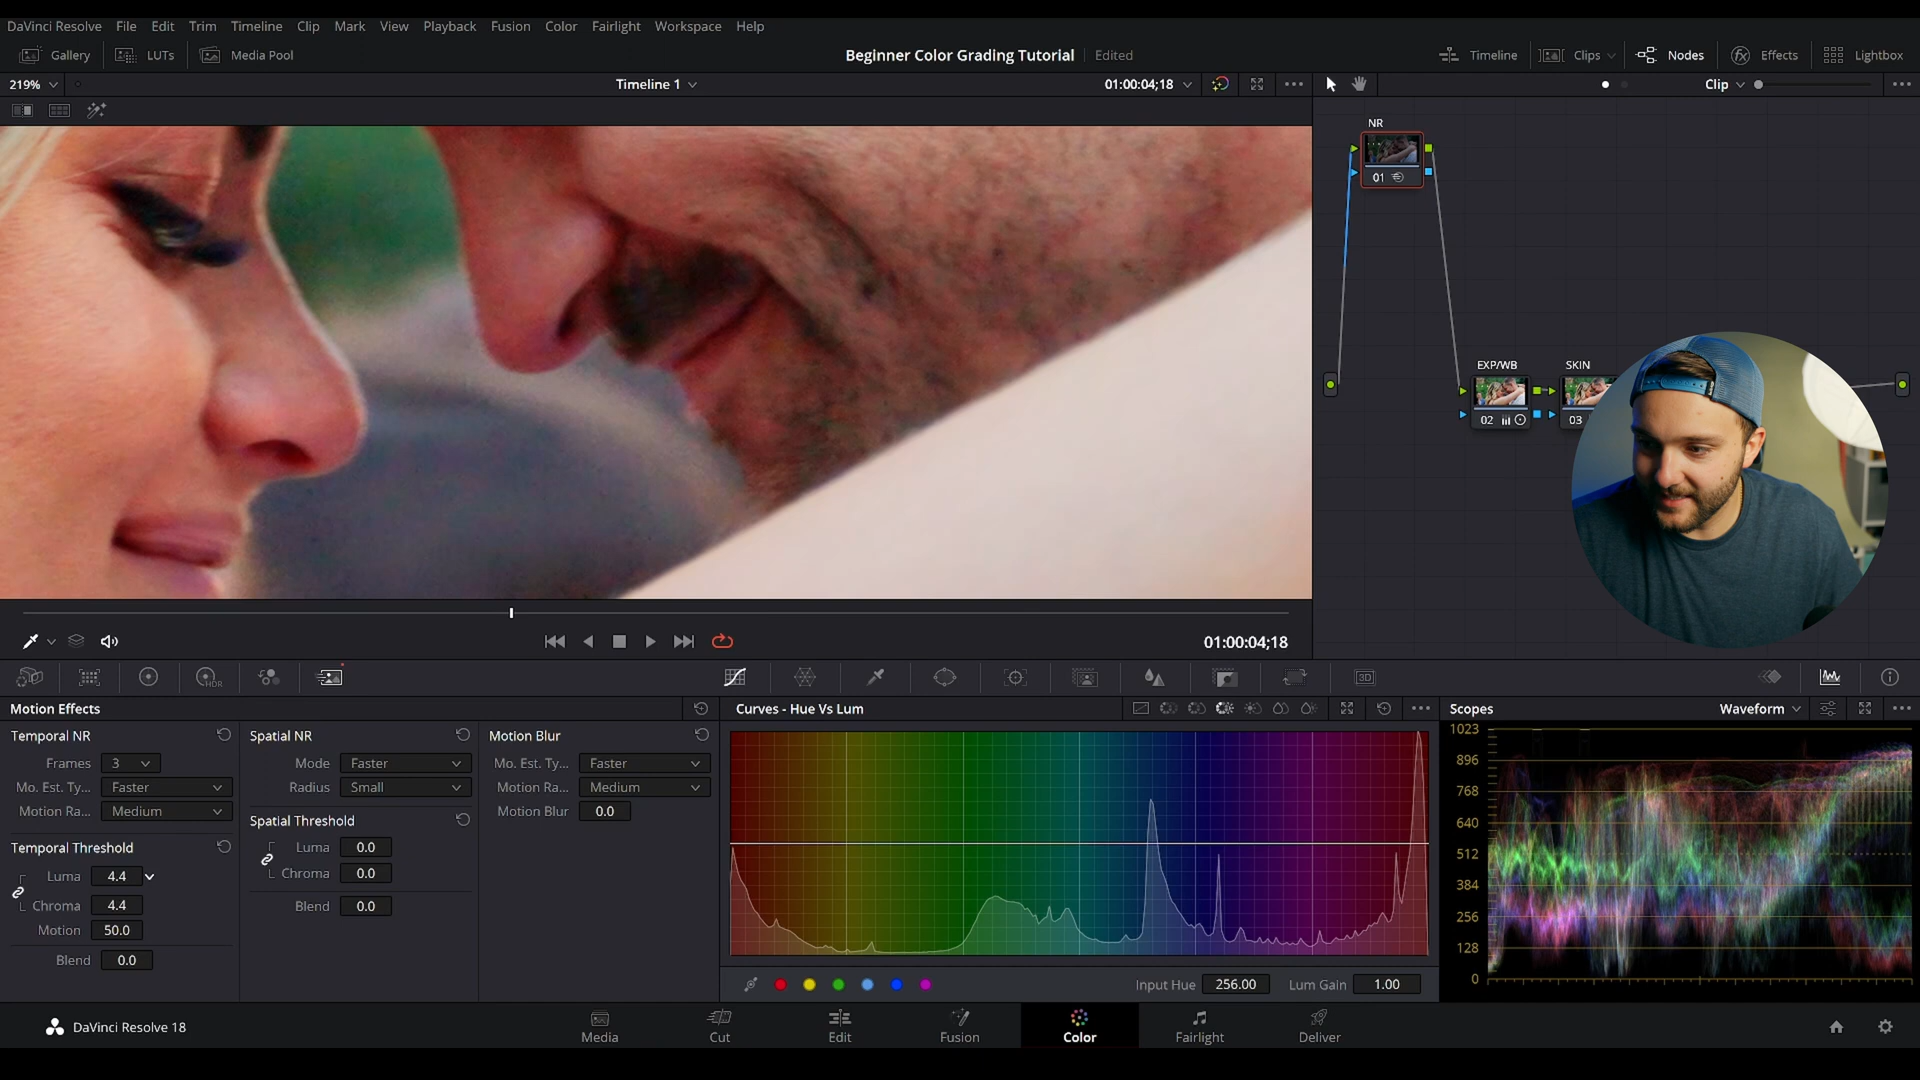 DaVinci Resolve File Edit Trim Timeline Clip Mark View Playback Fusion Color Fairlight Workspace Help
Gallery LUTs Media Pool Beginner Color Grading Tutorial Edited Timeline Clips Nodes Effects Lightbox
219% Timeline 1 01:00:04;18 Clip
NR
01
EXP/WB SKIN
02 03
01:00:04;18
HDR 3D
Motion Effects Curves - Hue Vs Lum Scopes Waveform
Temporal NR Spatial NR Motion Blur
Frames 3 Mode Faster Mo. Est. Ty... Faster
Mo. Est. Ty... Faster Radius Small Motion Ra... Medium
Motion Ra... Medium Motion Blur 0.0
Spatial Threshold
Temporal Threshold Luma 0.0
Luma 4.4 Chroma 0.0
Chroma 4.4 Blend 0.0
Motion 50.0
Blend 0.0
1023
896
768
640
512
384
256
128
0
Input Hue 256.00 Lum Gain 1.00
DaVinci Resolve 18 Media Cut Edit Fusion Color Fairlight Deliver